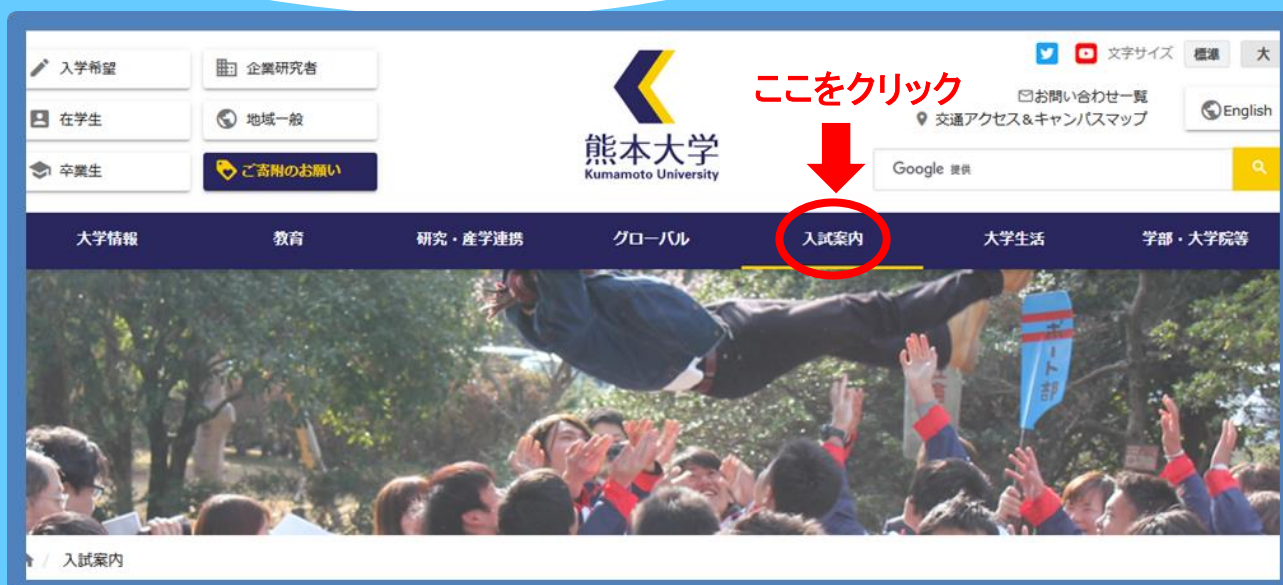 入学希望
企業研究者
在学生
地域一般
卒業生
ご寄附のお願い
熊本大学
Kumamoto University
文字サイズ 標準 大
お問い合わせ一覧
交通アクセス&キャンパスマップ
English
Google 提供
ここをクリック
大学情報 教育 研究・産学連携 グローバル 入試案内 大学生活 学部・大学院等
ボート部
/ 入試案内